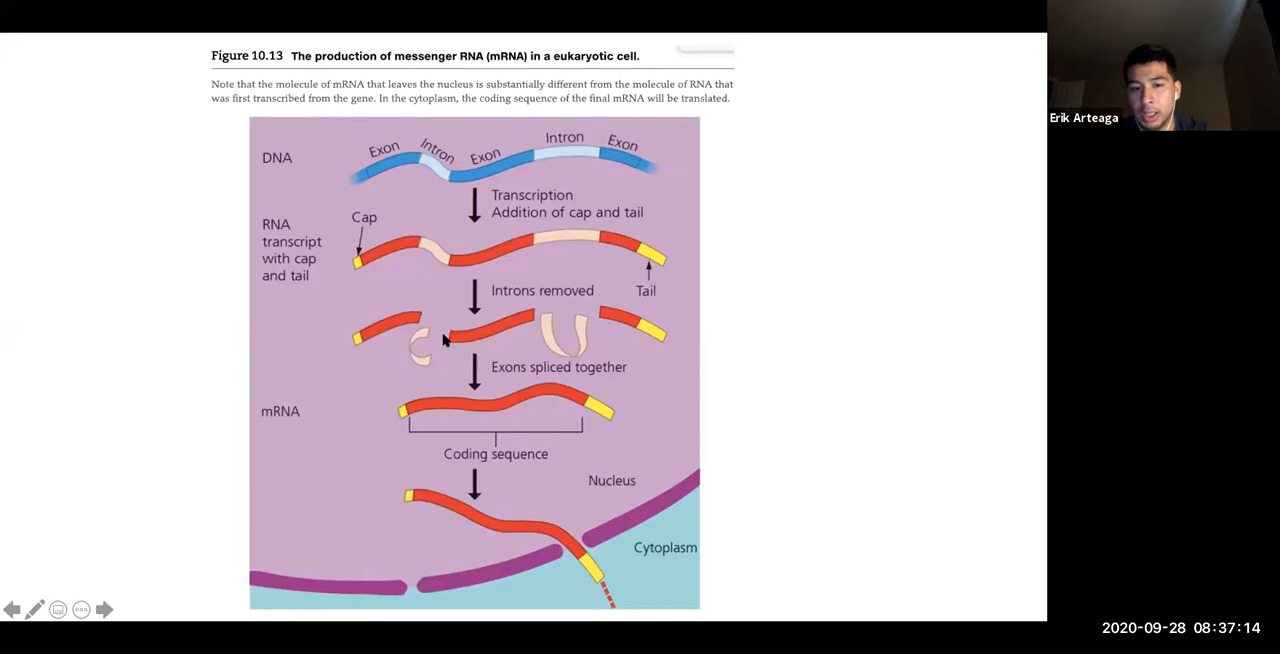 Figure 10.13 The production of messenger RNA (mRNA) in a eukaryotic cell.
Note that the molecule of mRNA that leaves the nucleus is substantially different from the molecule of RNA that
was first transcribed from the gene. In the cytoplasm, the coding sequence of the final mRNA will be translated.
Erik Arteaga
DNA
Exon
Intron
Exon
Intron
Exon
Transcription
Addition of cap and tail
RNA
transcript
with cap
and tail
Cap
Tail
Introns removed
Exons spliced together
mRNA
Coding sequence
Nucleus
Cytoplasm
2020-09-28 08:37:14